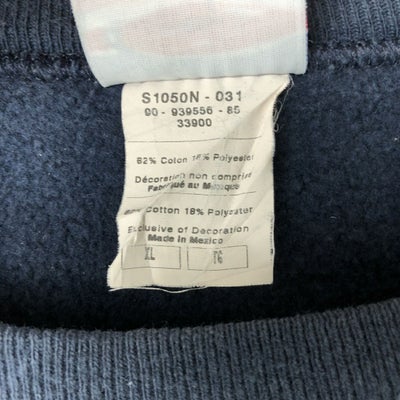 S1050N - 031
00 - 939556 - 85
33900
82% Coton 18% Polyester
Décoration non comprise
Fabriqué au Mexique
82% Cotton 18% Polyester
Exclusive of Decoration
Made in Mexico
XL TG